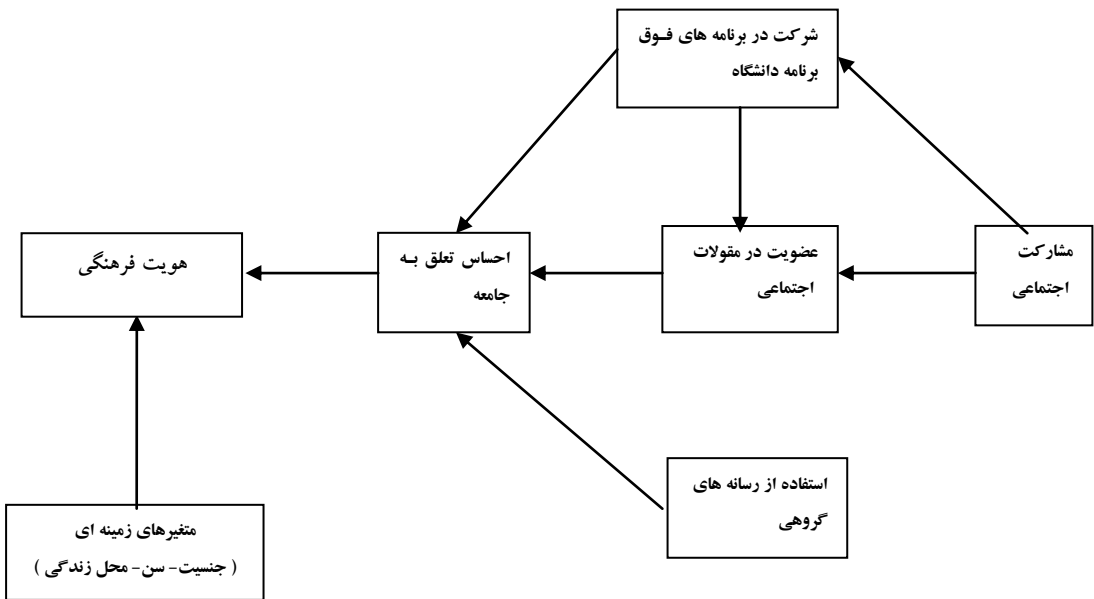 شرکت در برنامه های فـوق
برنامه دانشگاه
مشارکت
اجتماعی
عضویت در مقولات
اجتماعی
احساس تعلق بـه
جامعه
هویت فرهنگی
استفاده از رسانه های
گروهی
متغیرهای زمینه ای
( جنسیت- سن- محل زندگی )